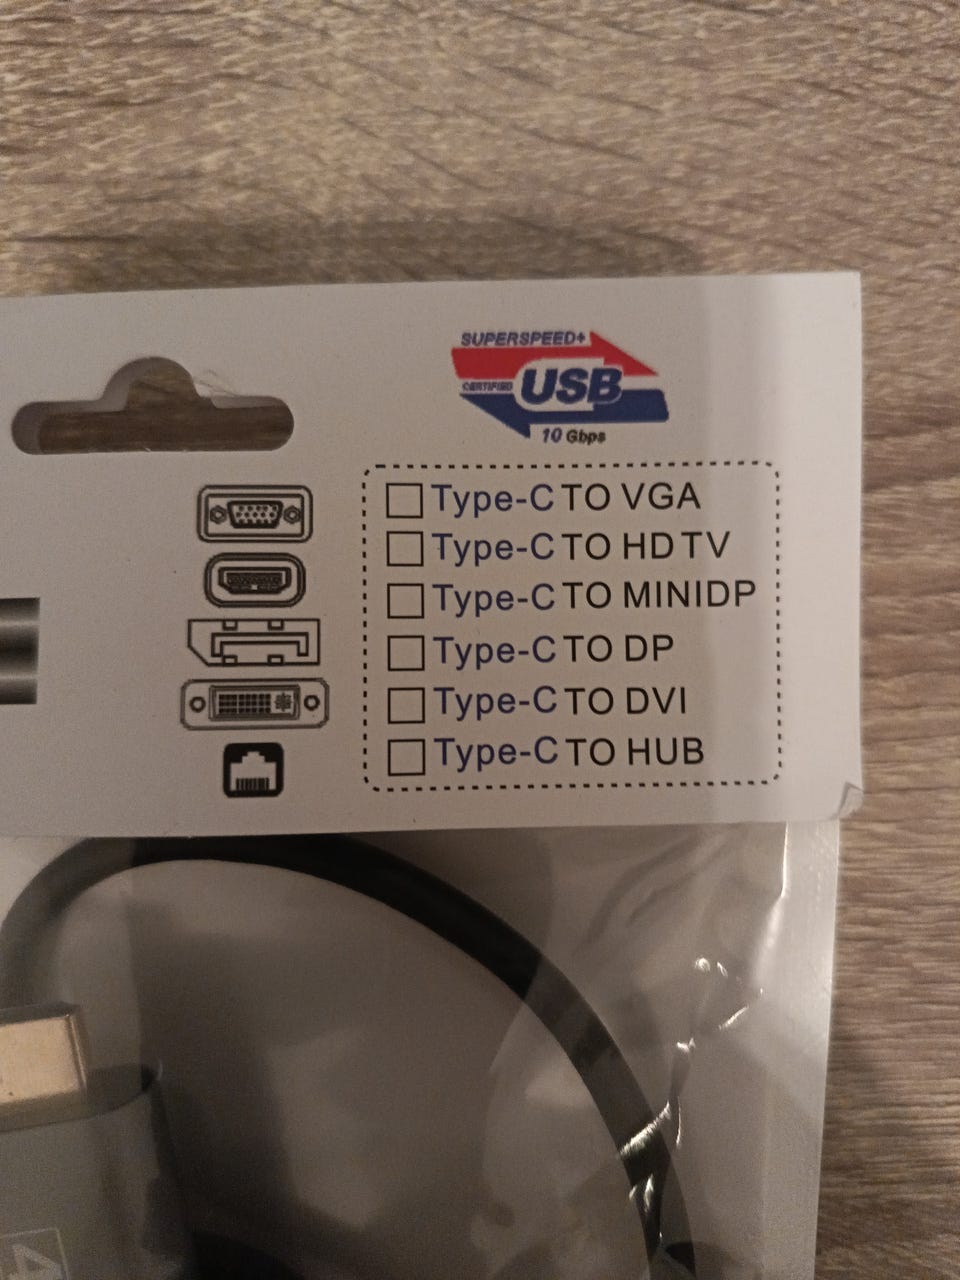 SUPERSPEED+
CERTIFIED USB
10 Gbps
Type-C TO VGA
Type-C TO HDTV
Type-C TO MINIDP
Type-C TO DP
Type-C TO DVI
Type-C TO HUB